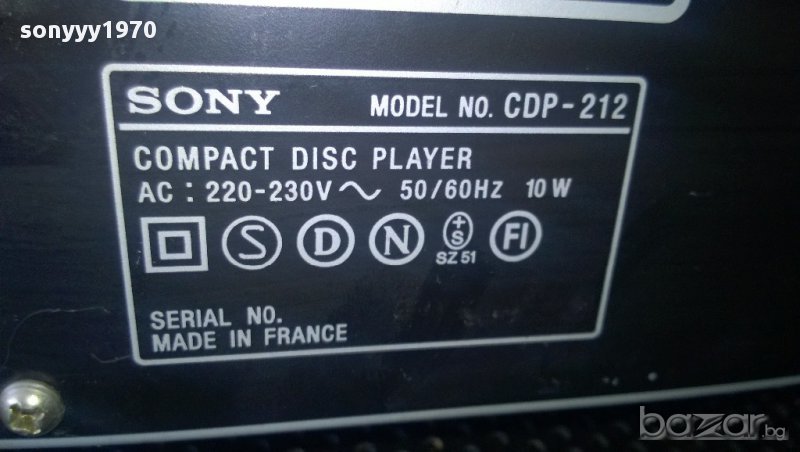 sonyyy1970
SONY MODEL NO. CDP-212
COMPACT DISC PLAYER
AC : 220-230V ~ 50/60HZ 10 W
S D N +S FI
SZ 51
SERIAL NO.
MADE IN FRANCE
bazar.bg